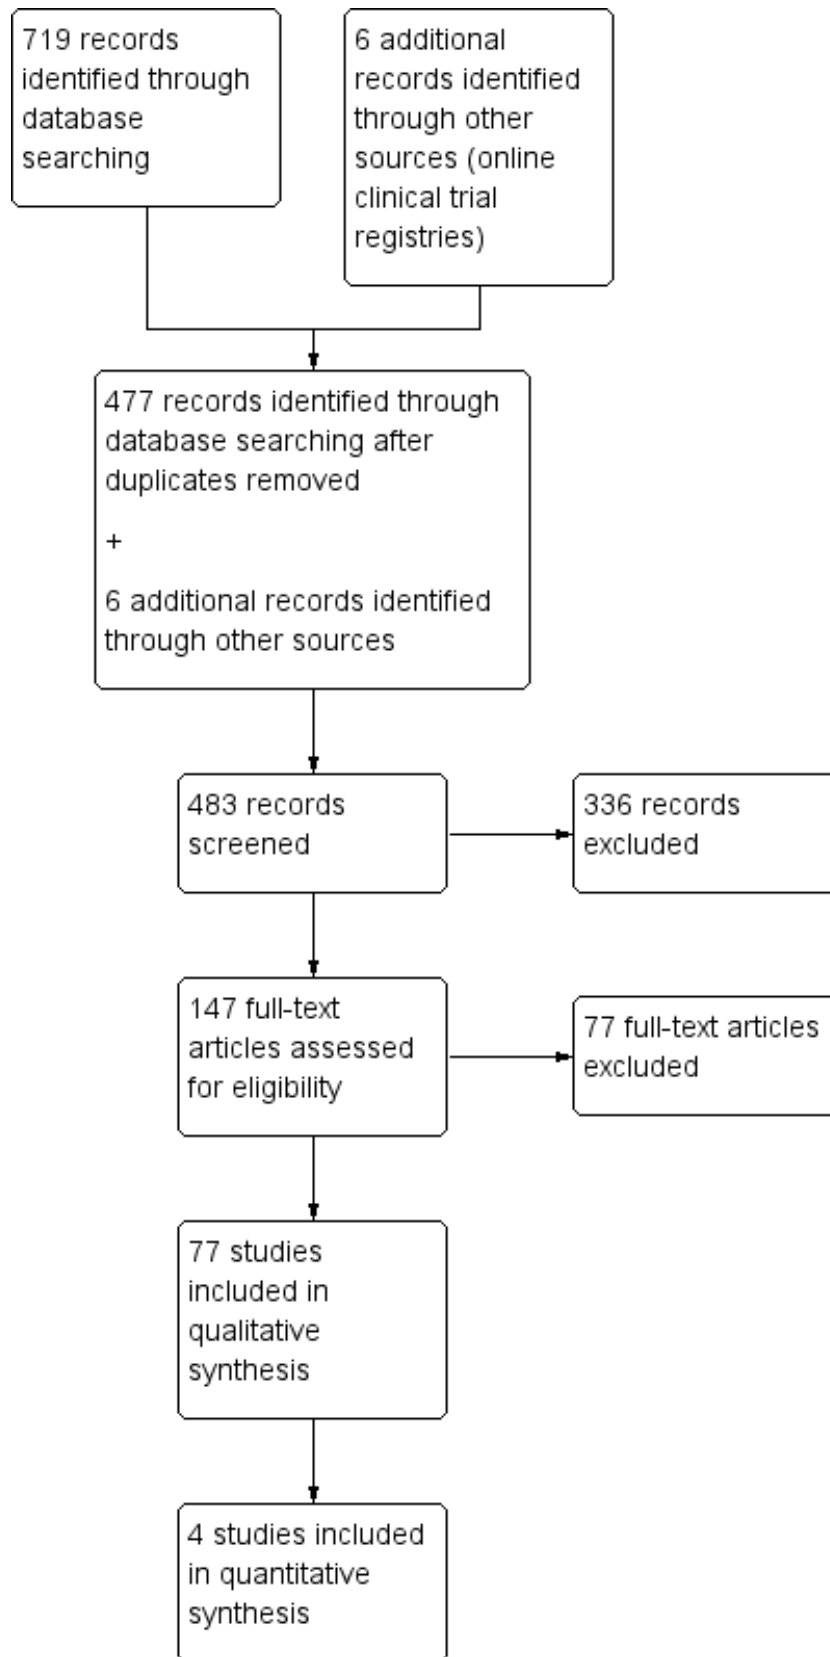 719 records
identified through
database
searching
6 additional
records identified
through other
sources (online
clinical trial
registries)
477 records identified through
database searching after
duplicates removed
+
6 additional records identified
through other sources
483 records
screened
336 records
excluded
147 full-text
articles assessed
for eligibility
77 full-text articles
excluded
77 studies
included in
qualitative
synthesis
4 studies included
in quantitative
synthesis